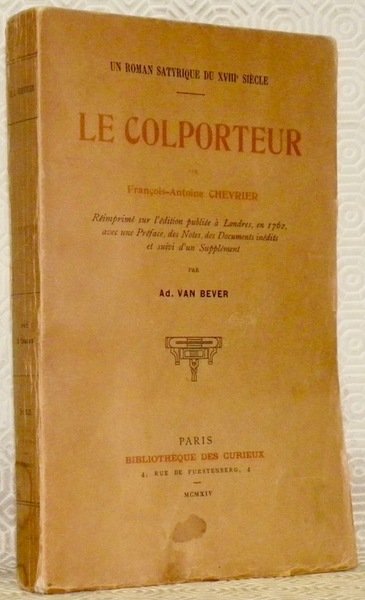 UN ROMAN SATYRIQUE DU XVIIIe SIÈCLE
LE COLPORTEUR
PAR
François-Antoine CHEVRIER
Réimprimé sur l'édition publiée à Londres, en 1762,
avec une Préface, des Notes, des Documents inédits
et suivi d'un Supplément
PAR
Ad. VAN BEVER
PARIS
BIBLIOTHÈQUE DES CURIEUX
4, RUE DE FURSTENBERG, 4
MCMXIV